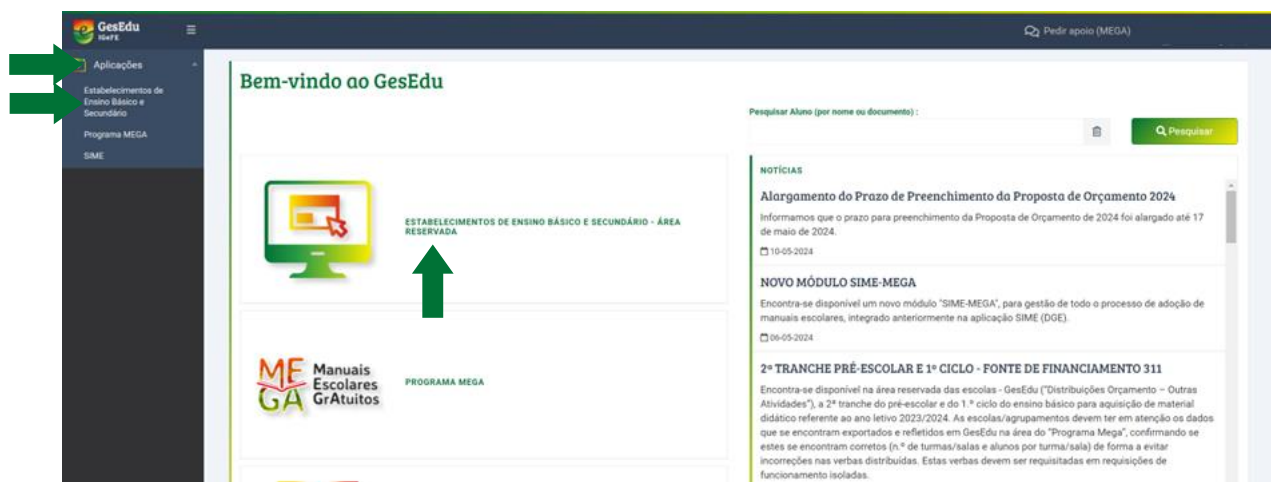 GesEdu
IGeFE
Pedir apoio (MEGA)
Aplicações
Estabelecimentos de
Ensino Básico e
Secundário
Programa MEGA
SIME
Bem-vindo ao GesEdu
Pesquisar Aluno (por nome ou documento) :
Pesquisar
ESTABELECIMENTOS DE ENSINO BÁSICO E SECUNDÁRIO - ÁREA
RESERVADA
MEGA
Manuais
Escolares
GrAtuitos
PROGRAMA MEGA
NOTÍCIAS
Alargamento do Prazo de Preenchimento da Proposta de Orçamento 2024
Informamos que o prazo para preenchimento da Proposta de Orçamento de 2024 foi alargado até 17
de maio de 2024.
10-05-2024
NOVO MÓDULO SIME-MEGA
Encontra-se disponível um novo módulo "SIME-MEGA", para gestão de todo o processo de adoção de
manuais escolares, integrado anteriormente na aplicação SIME (DGE).
06-05-2024
2ª TRANCHE PRÉ-ESCOLAR E 1º CICLO - FONTE DE FINANCIAMENTO 311
Encontra-se disponível na área reservada das escolas - GesEdu ("Distribuições Orçamento – Outras
Atividades"), a 2ª tranche do pré-escolar e do 1.º ciclo do ensino básico para aquisição de material
didático referente ao ano letivo 2023/2024. As escolas/agrupamentos devem ter em atenção os dados
que se encontram exportados e refletidos em GesEdu na área do "Programa Mega", confirmando se
estes se encontram corretos (n.º de turmas/salas e alunos por turma/sala) de forma a evitar
incorreções nas verbas distribuídas. Estas verbas devem ser requisitadas em requisições de
funcionamento isoladas.